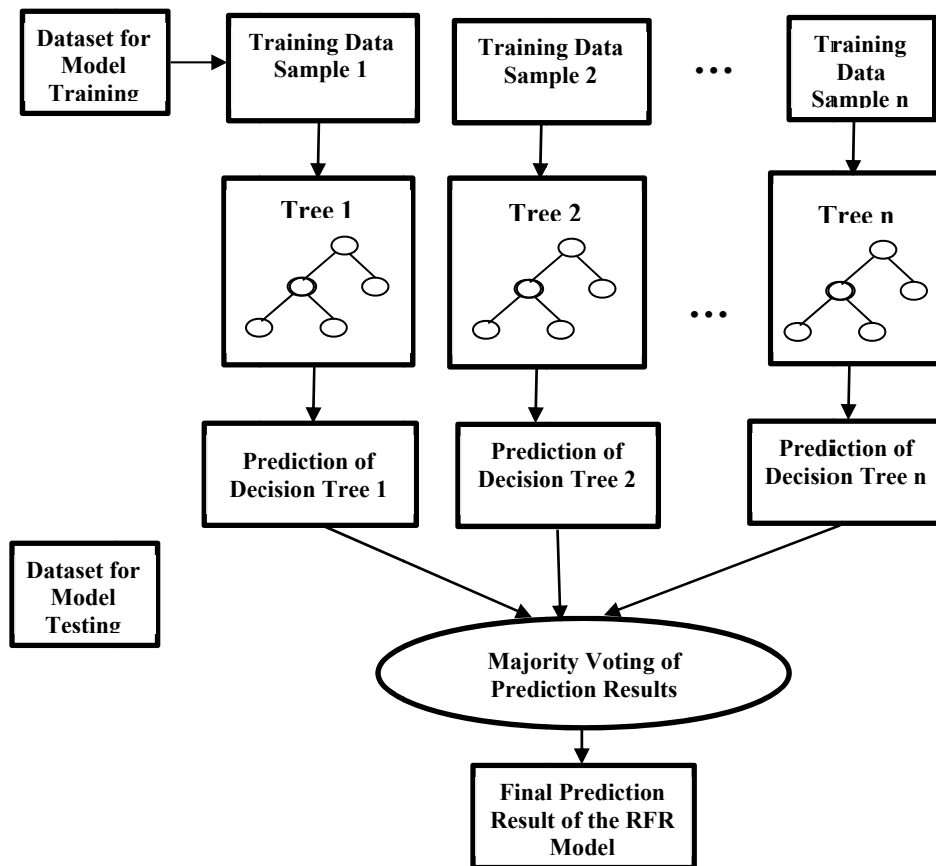 Dataset for
Model
Training
Training Data
Sample 1
Training Data
Sample 2
...
Training
Data
Sample n
Tree 1
Tree 2
Tree n
...
Prediction of
Decision Tree 1
Prediction of
Decision Tree 2
Prediction of
Decision Tree n
Dataset for
Model
Testing
Majority Voting of
Prediction Results
Final Prediction
Result of the RFR
Model